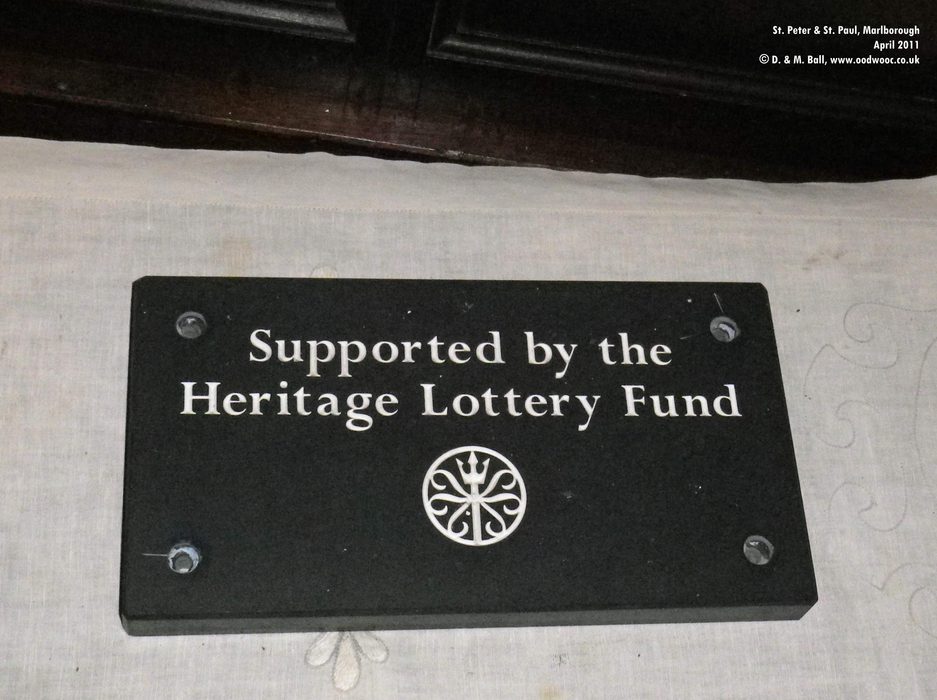 St. Peter & St. Paul, Marlborough
April 2011
© D. & M. Ball, www.oodwooc.co.uk
Supported by the
Heritage Lottery Fund